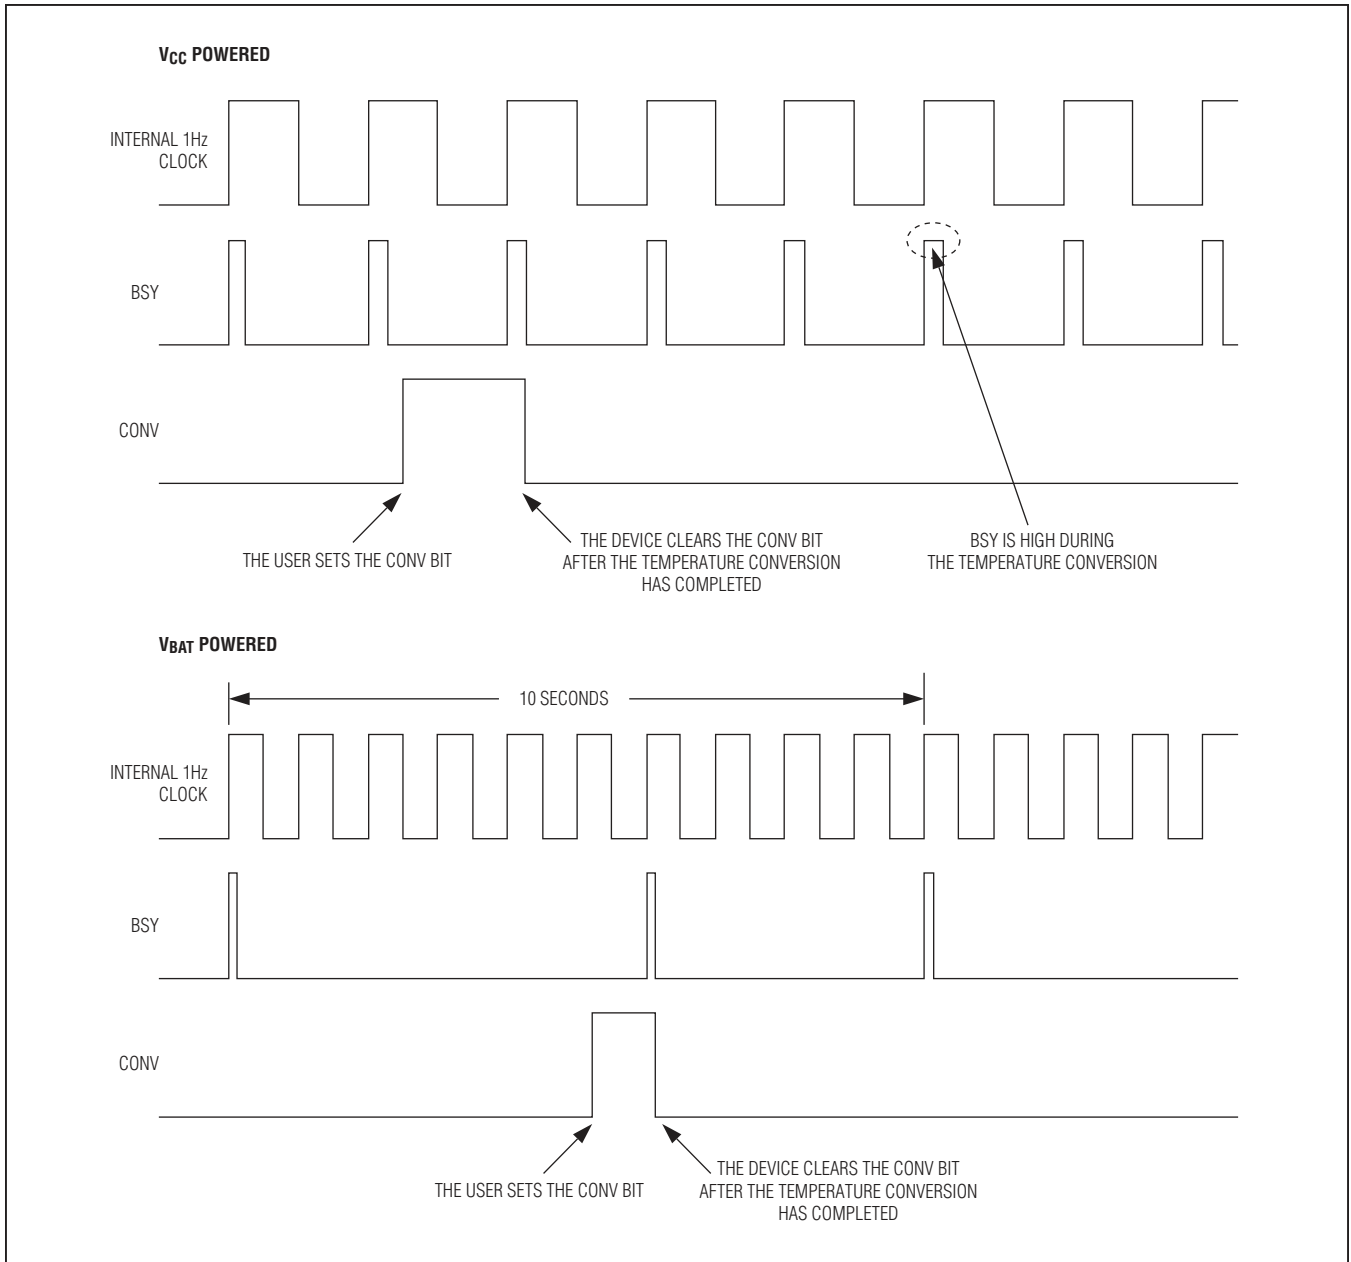 VCC POWERED
INTERNAL 1Hz
CLOCK
BSY
CONV
THE USER SETS THE CONV BIT
THE DEVICE CLEARS THE CONV BIT
AFTER THE TEMPERATURE CONVERSION
HAS COMPLETED
BSY IS HIGH DURING
THE TEMPERATURE CONVERSION
VBAT POWERED
10 SECONDS
INTERNAL 1Hz
CLOCK
BSY
CONV
THE USER SETS THE CONV BIT
THE DEVICE CLEARS THE CONV BIT
AFTER THE TEMPERATURE CONVERSION
HAS COMPLETED